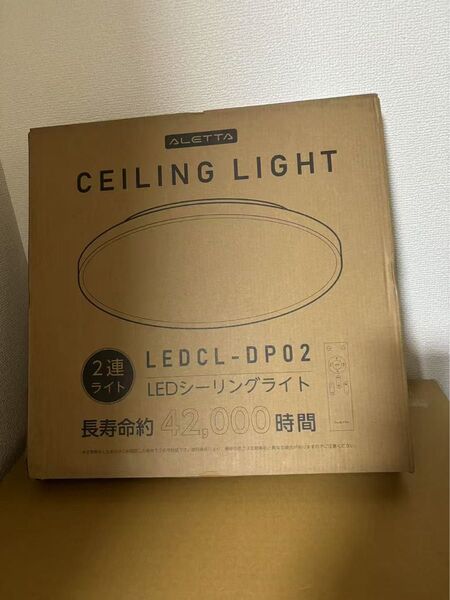 ALETTA
CEILING LIGHT
2連
ライト
LEDCL-DP02
LEDシーリングライト
長寿命約42,000時間